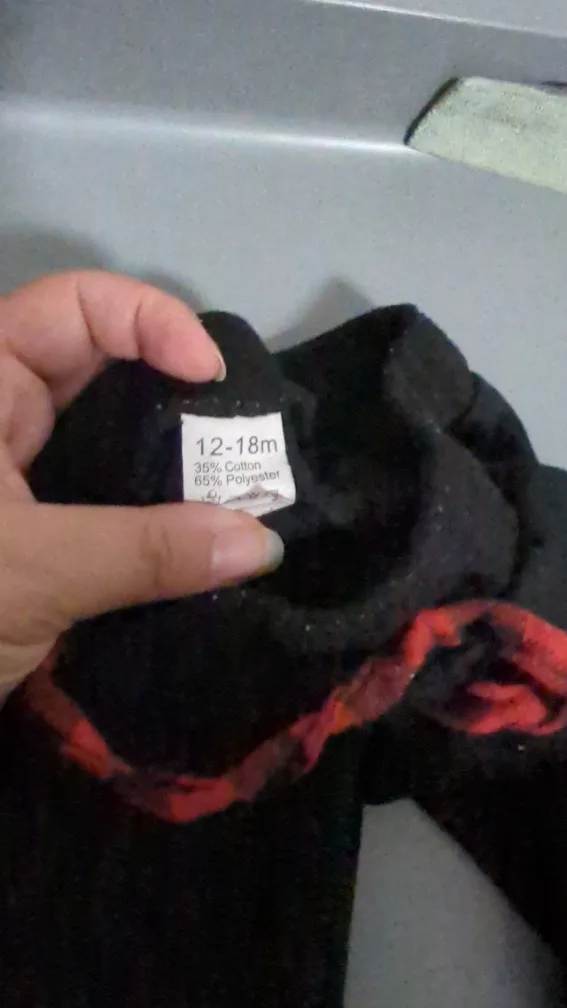 12-18m
35% Cotton
65% Polyester